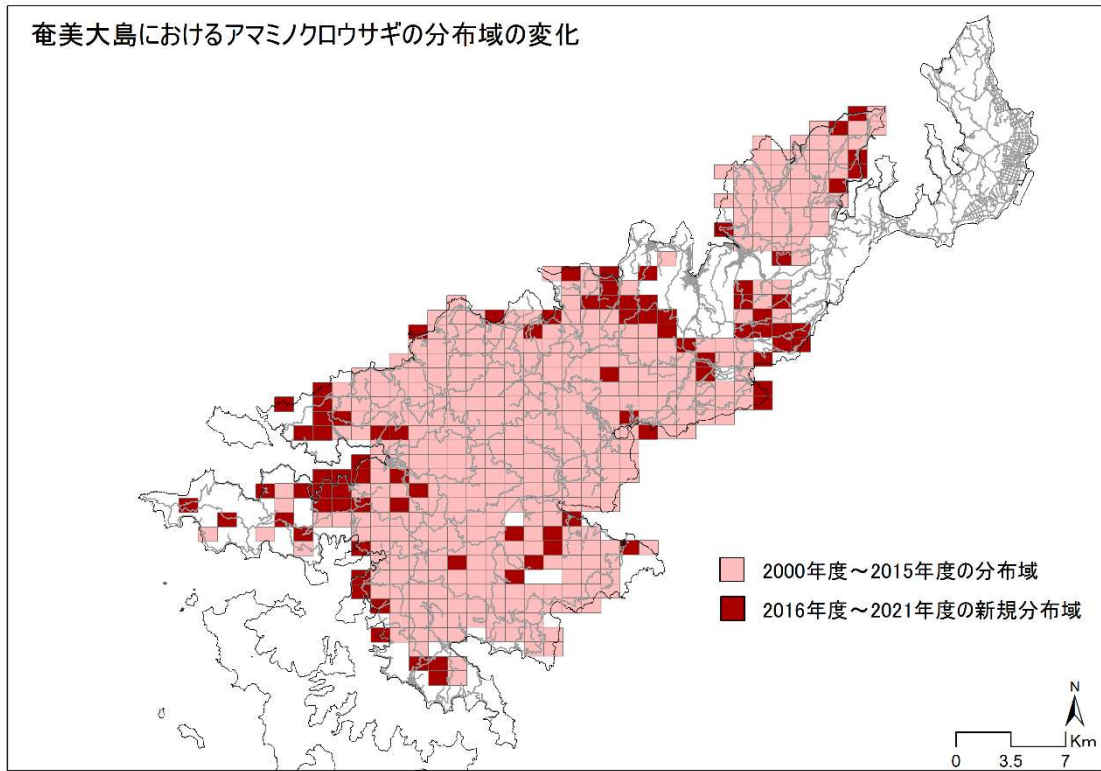 奄美大島におけるアマミノクロウサギの分布域の変化
2000年度～2015年度の分布域
2016年度～2021年度の新規分布域
N
Km
0 3.5 7